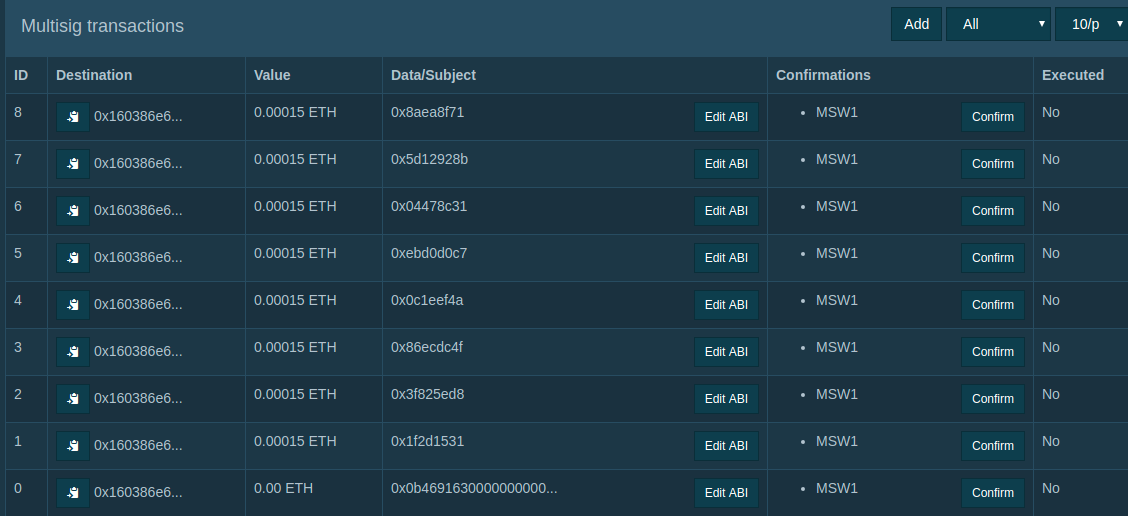 Multisig transactions Add All 10/p
ID Destination Value Data/Subject Confirmations Executed
8 0x160386e6... 0.00015 ETH 0x8aea8f71 Edit ABI • MSW1 Confirm No
7 0x160386e6... 0.00015 ETH 0x5d12928b Edit ABI • MSW1 Confirm No
6 0x160386e6... 0.00015 ETH 0x04478c31 Edit ABI • MSW1 Confirm No
5 0x160386e6... 0.00015 ETH 0xebd0d0c7 Edit ABI • MSW1 Confirm No
4 0x160386e6... 0.00015 ETH 0x0c1eef4a Edit ABI • MSW1 Confirm No
3 0x160386e6... 0.00015 ETH 0x86ecdc4f Edit ABI • MSW1 Confirm No
2 0x160386e6... 0.00015 ETH 0x3f825ed8 Edit ABI • MSW1 Confirm No
1 0x160386e6... 0.00015 ETH 0x1f2d1531 Edit ABI • MSW1 Confirm No
0 0x160386e6... 0.00 ETH 0x0b4691630000000000... Edit ABI • MSW1 Confirm No